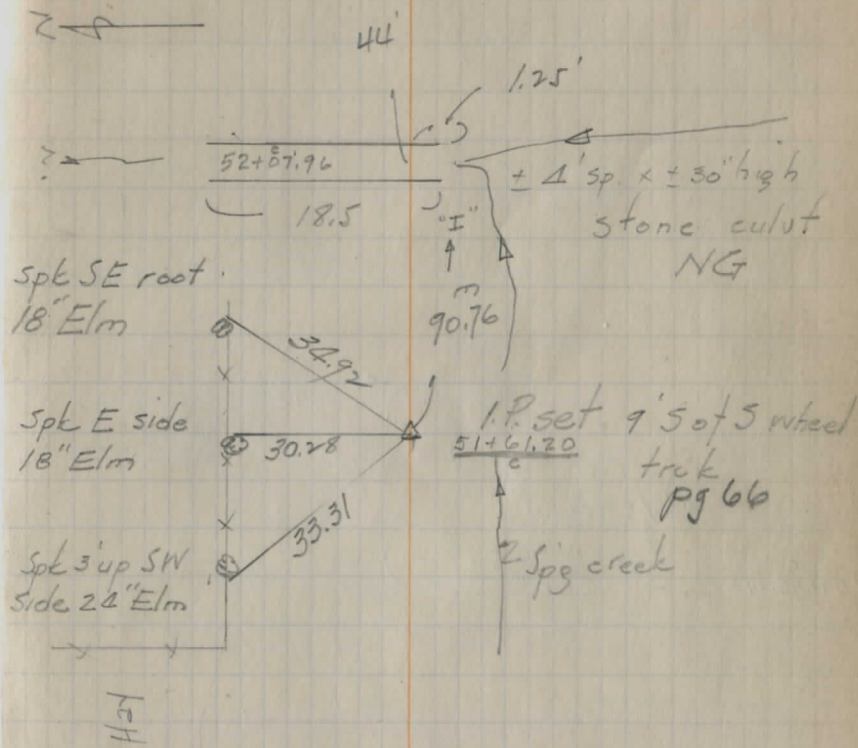 44'
1.25'
52+07.96
18.5
± 4' sp. x ± 30" high
stone culvt
NG
"I"
90.76
Spk SE root
18" Elm
34.92
Spk E side
18" Elm
30.28
I.P. set 9' S of S wheel
trck
51+61.20
c
pg 66
33.31
Spk 3' up SW
side 24" Elm
Spg creek